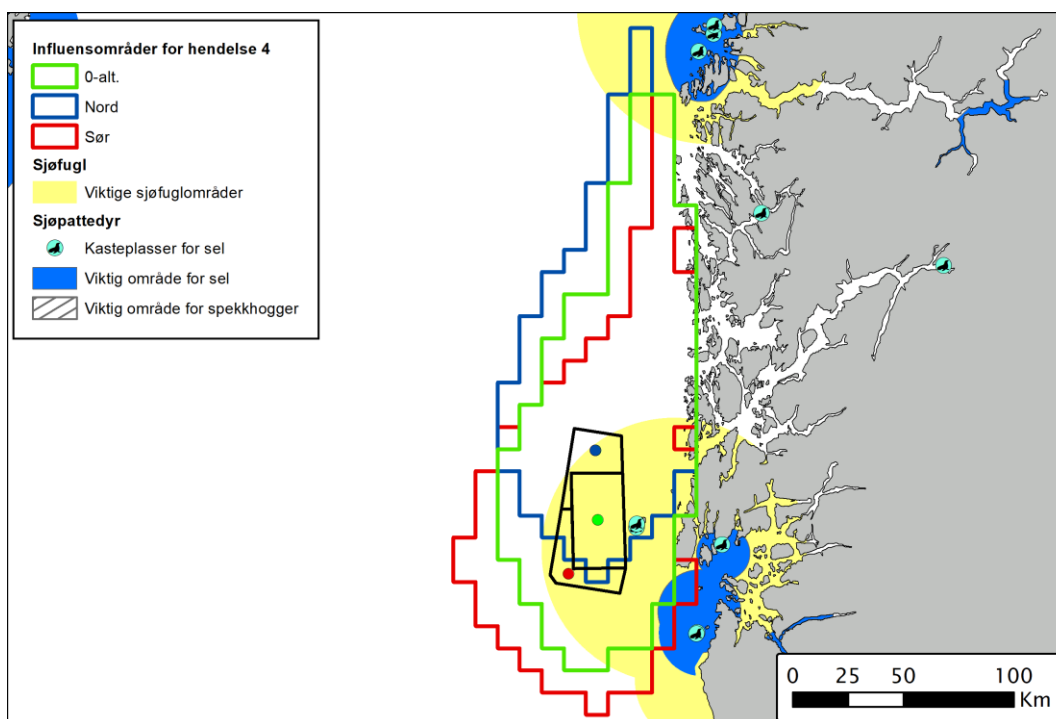 Influensområder for hendelse 4
0-alt.
Nord
Sør
Sjøfugl
Viktige sjøfuglområder
Sjøpattedyr
Kasteplasser for sel
Viktig område for sel
Viktig område for spekkhogger
0 25 50 100
Km